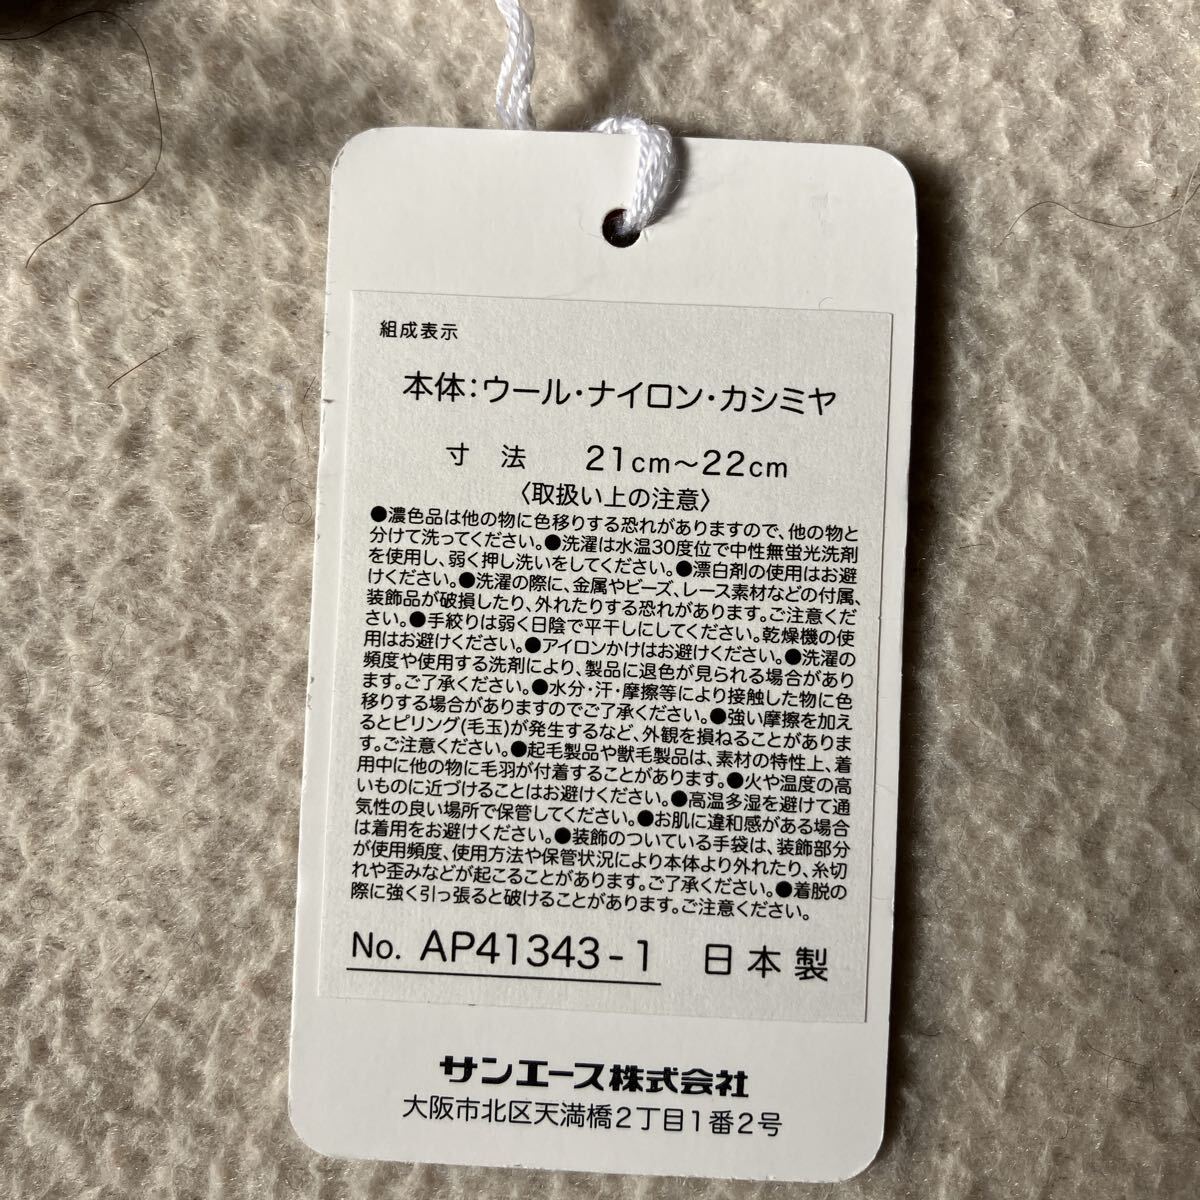 組成表示
本体:ウール・ナイロン・カシミヤ
寸 法 21cm～22cm
〈取扱い上の注意〉
●濃色品は他の物に色移りする恐れがありますので、他の物と
分けて洗ってください。●洗濯は水温30度位で中性無蛍光洗剤
を使用し、弱く押し洗いをしてください。●漂白剤の使用はお避
けください。●洗濯の際に、金属やビーズ、レース素材などの付属、
装飾品が破損したり、外れたりする恐れがあります。ご注意くだ
さい。●手絞りは弱く日陰で平干しにしてください。乾燥機の使
用はお避けください。●アイロンかけはお避けください。●洗濯の
頻度や使用する洗剤により、製品に退色が見られる場合があり
ます。ご了承ください。●水分・汗・摩擦等により接触した物に色
移りする場合がありますのでご了承ください。●強い摩擦を加え
るとピリング(毛玉)が発生するなど、外観を損ねることがありま
す。ご注意ください。●起毛製品や獣毛製品は、素材の特性上、着
用中に他の物に毛羽が付着することがあります。●火や温度の高
いものに近づけることはお避けください。●高温多湿を避けて通
気性の良い場所で保管してください。●お肌に違和感がある場合
は着用をお避けください。●装飾のついている手袋は、装飾部分
が使用頻度、使用方法や保管状況により本体より外れたり、糸切
れや歪みなどが起こることがあります。ご了承ください。●着脱の
際に強く引っ張ると破けることがあります。ご注意ください。
No. AP41343-1 日本製
サンエース株式会社
大阪市北区天満橋2丁目1番2号